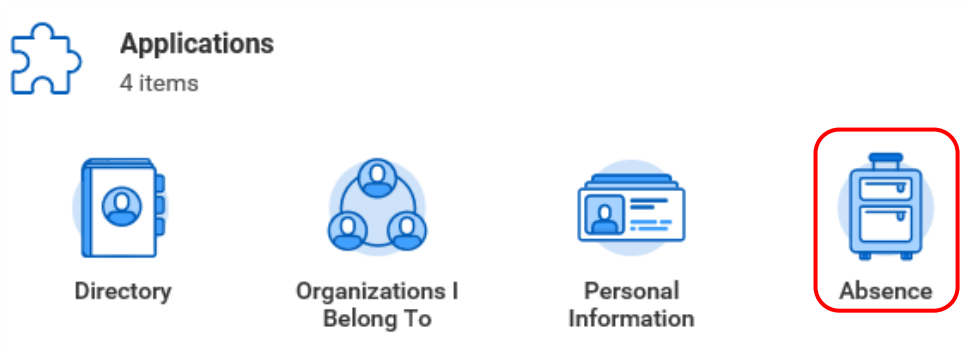 Applications
4 items
Directory
Organizations I
Belong To
Personal
Information
Absence